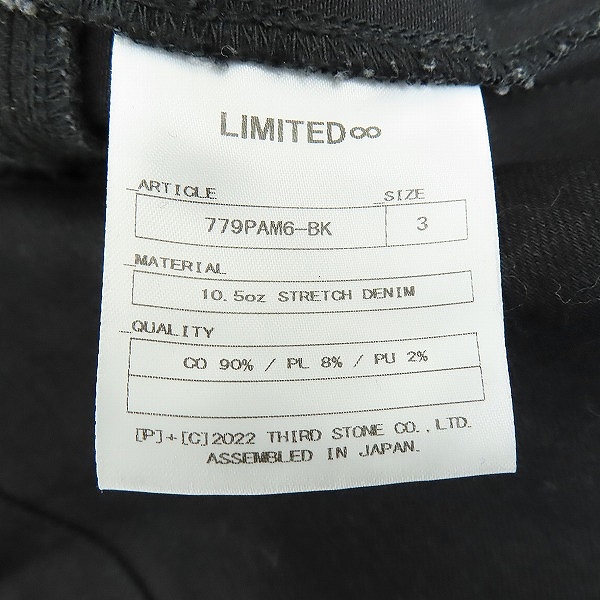 LIMITED∞
ARTICLE SIZE
779PAM6-BK 3
MATERIAL
10.5oz STRETCH DENIM
QUALITY
CO 90% / PL 8% / PU 2%
[P]+[C]2022 THIRD STONE CO.,LTD.
ASSEMBLED IN JAPAN.